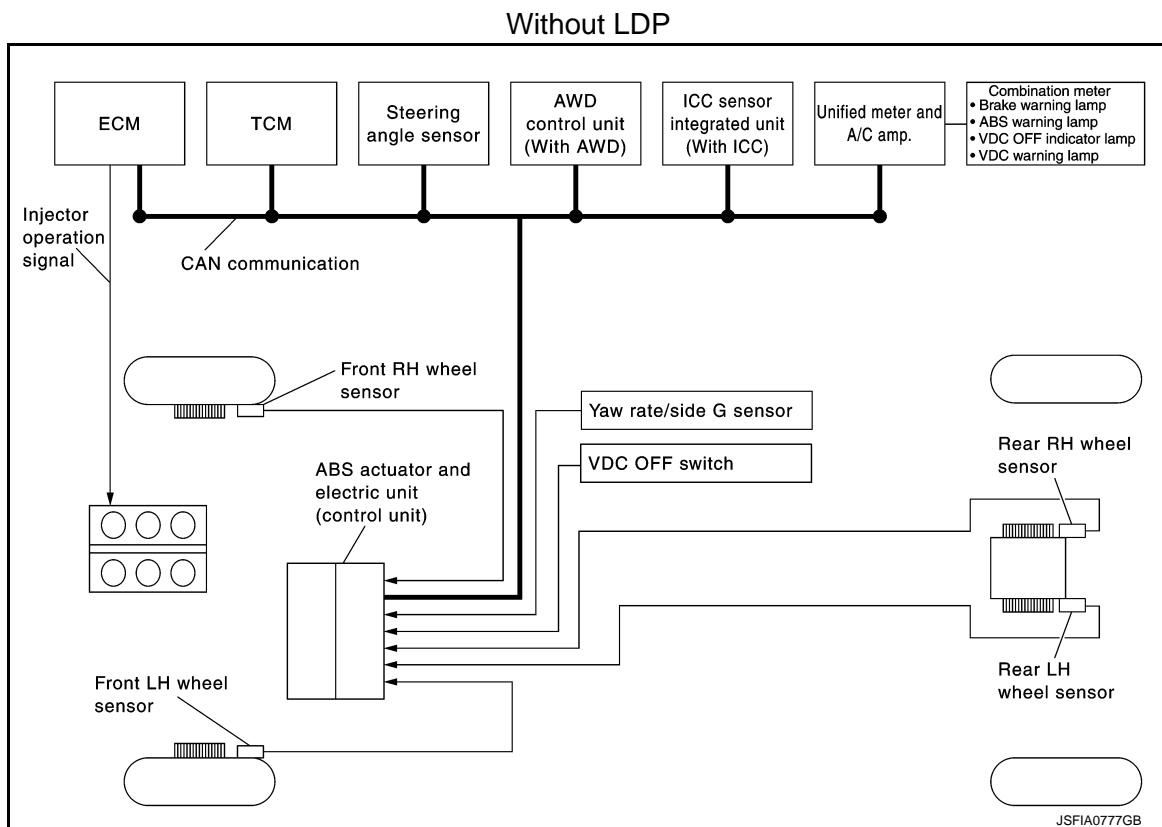 Without LDP
ECM
TCM
Steering
angle sensor
AWD
control unit
(With AWD)
ICC sensor
integrated unit
(With ICC)
Unified meter and
A/C amp.
Combination meter
• Brake warning lamp
• ABS warning lamp
• VDC OFF indicator lamp
• VDC warning lamp
Injector
operation
signal
CAN communication
Front RH wheel
sensor
Yaw rate/side G sensor
VDC OFF switch
Rear RH wheel
sensor
ABS actuator and
electric unit
(control unit)
Front LH wheel
sensor
Rear LH
wheel sensor
JSFIA0777GB